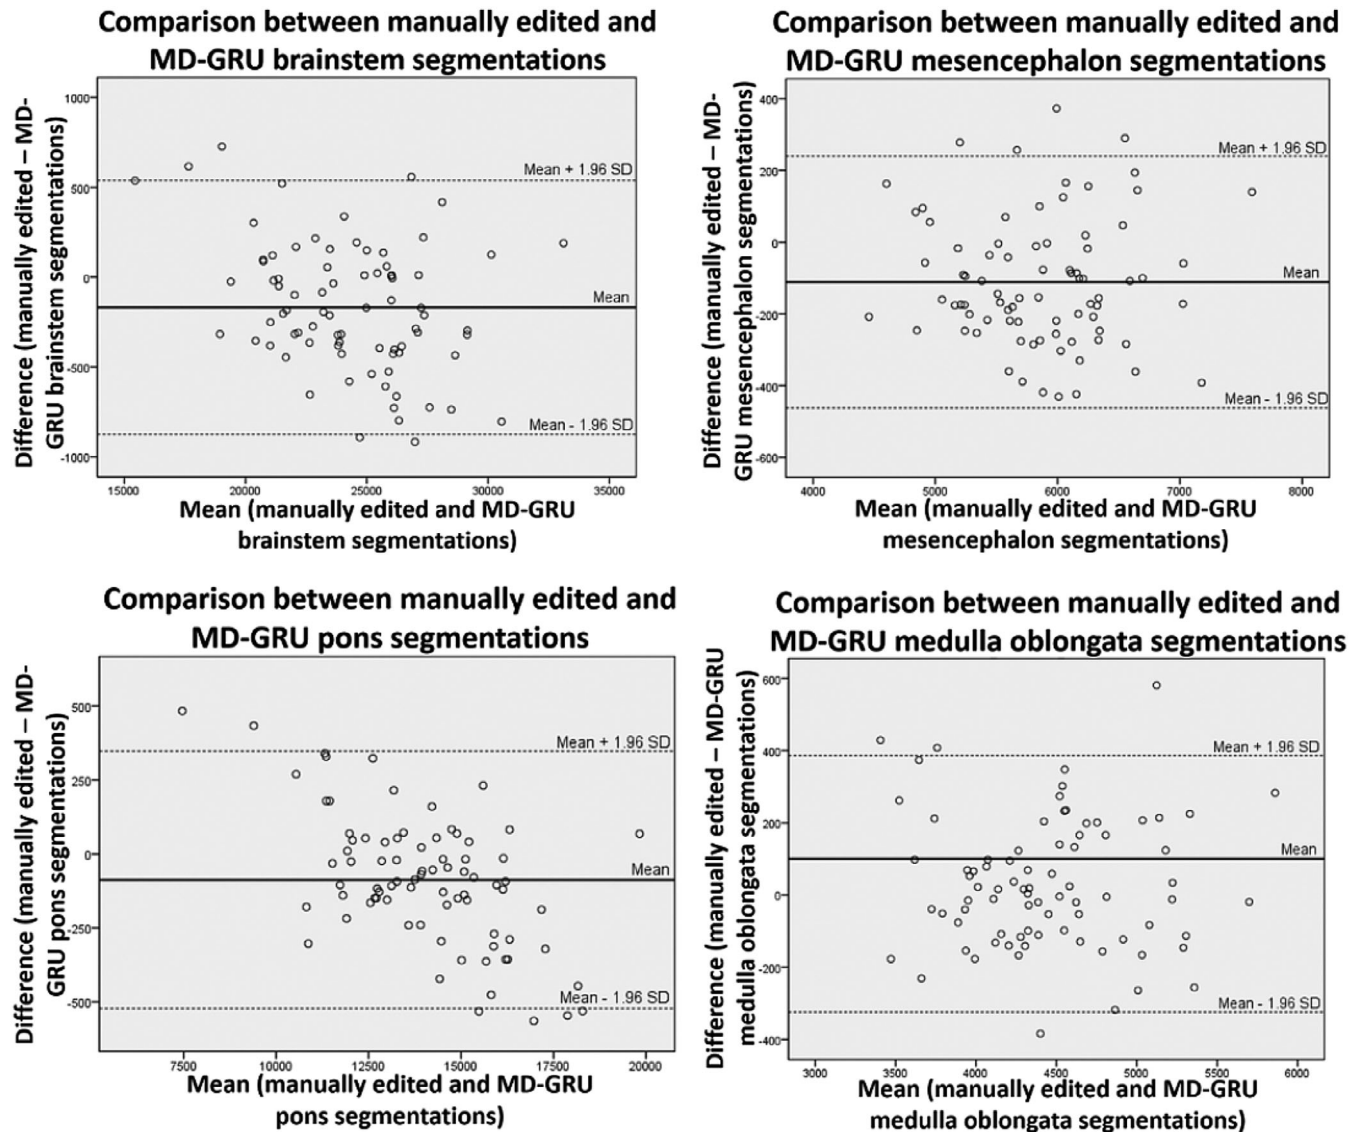 Comparison between manually edited and
MD-GRU brainstem segmentations
Difference (manually edited – MD-
GRU brainstem segmentations)
1000
500
0
-500
-1000
Mean + 1.96 SD
Mean
Mean - 1.96 SD
15000 20000 25000 30000 35000
Mean (manually edited and MD-GRU
brainstem segmentations)
Comparison between manually edited and
MD-GRU mesencephalon segmentations
Difference (manually edited – MD-
GRU mesencephalon segmentations)
400
200
0
-200
-400
-600
Mean + 1.96 SD
Mean
Mean - 1.96 SD
4000 5000 6000 7000 8000
Mean (manually edited and MD-GRU
mesencephalon segmentations)
Comparison between manually edited and
MD-GRU pons segmentations
Difference (manually edited – MD-
GRU pons segmentations)
500
250
0
-250
-500
Mean + 1.96 SD
Mean
Mean - 1.96 SD
7500 10000 12500 15000 17500 20000
Mean (manually edited and MD-GRU
pons segmentations)
Comparison between manually edited and
MD-GRU medulla oblongata segmentations
Difference (manually edited – MD-GRU
medulla oblongata segmentations)
600
400
200
0
-200
-400
Mean + 1.96 SD
Mean
Mean - 1.96 SD
3000 3500 4000 4500 5000 5500 6000
Mean (manually edited and MD-GRU
medulla oblongata segmentations)